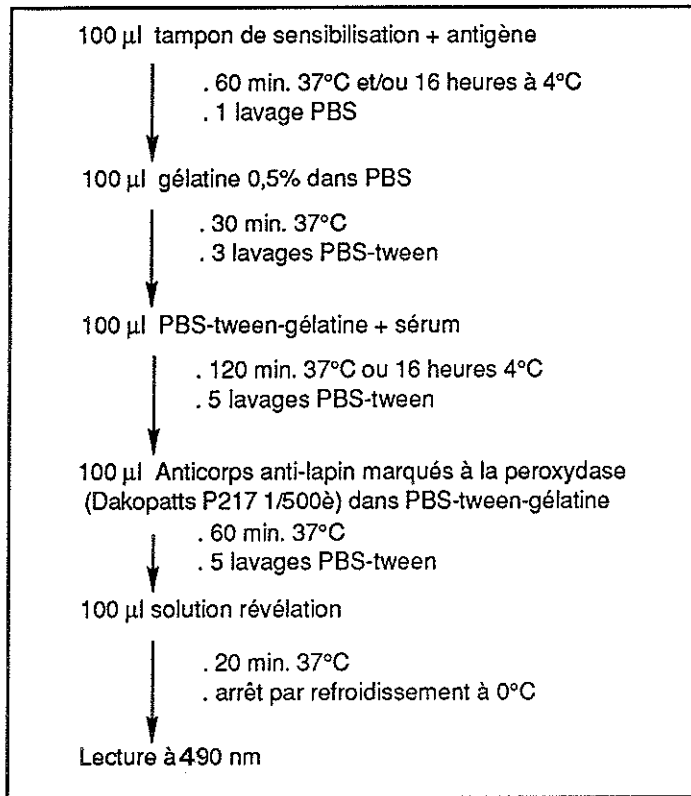 100 µl tampon de sensibilisation + antigène
. 60 min. 37°C et/ou 16 heures à 4°C
. 1 lavage PBS
100 µl gélatine 0,5% dans PBS
. 30 min. 37°C
. 3 lavages PBS-tween
100 µl PBS-tween-gélatine + sérum
. 120 min. 37°C ou 16 heures 4°C
. 5 lavages PBS-tween
100 µl Anticorps anti-lapin marqués à la peroxydase
(Dakopatts P217 1/500è) dans PBS-tween-gélatine
. 60 min. 37°C
. 5 lavages PBS-tween
100 µl solution révélation
. 20 min. 37°C
. arrêt par refroidissement à 0°C
Lecture à 490 nm